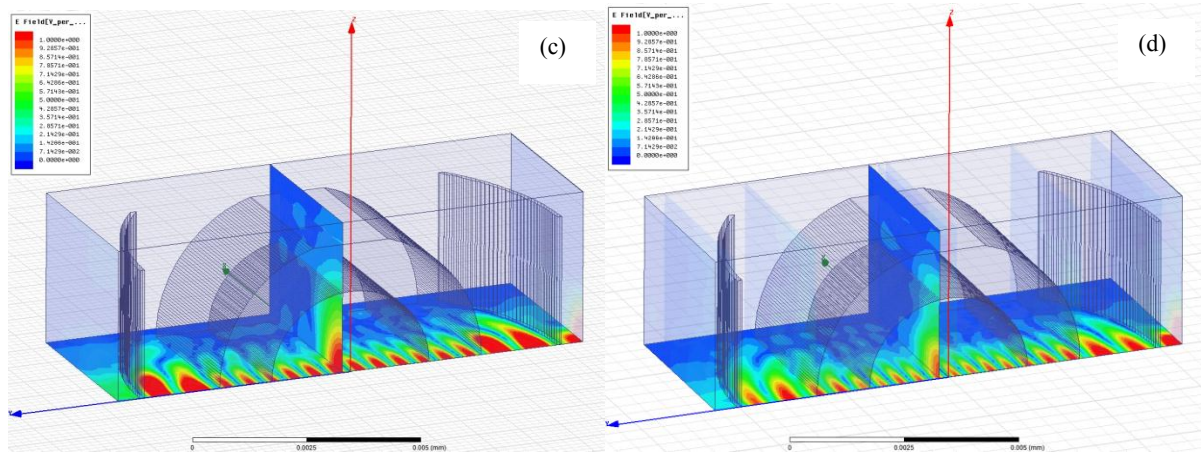 E Field[V_per_...
1.0000e+000
9.2857e-001
8.5714e-001
7.8571e-001
7.1429e-001
6.4286e-001
5.7143e-001
5.0000e-001
4.2857e-001
3.5714e-001
2.8571e-001
2.1429e-001
1.4286e-001
7.1429e-002
0.0000e+000
(c)
Z
0
0.0025
0.005 (mm)
E Field[V_per_...
1.0000e+000
9.2857e-001
8.5714e-001
7.8571e-001
7.1429e-001
6.4286e-001
5.7143e-001
5.0000e-001
4.2857e-001
3.5714e-001
2.8571e-001
2.1429e-001
1.4286e-001
7.1429e-002
0.0000e+000
(d)
Z
0
0.0025
0.005 (mm)